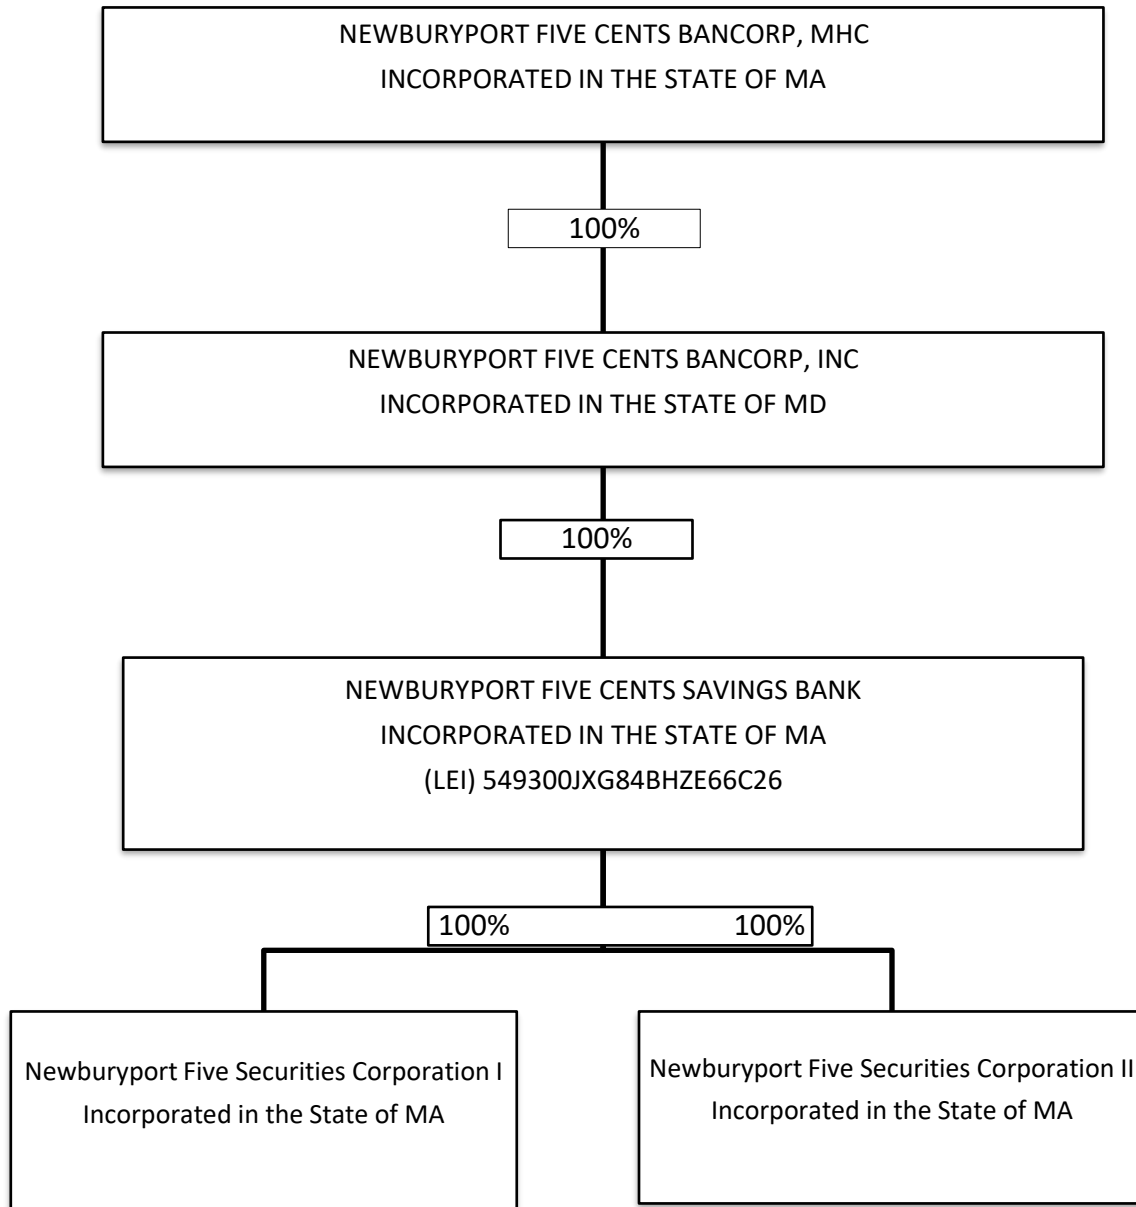 NEWBURYPORT FIVE CENTS BANCORP, MHC
INCORPORATED IN THE STATE OF MA
100%
NEWBURYPORT FIVE CENTS BANCORP, INC
INCORPORATED IN THE STATE OF MD
100%
NEWBURYPORT FIVE CENTS SAVINGS BANK
INCORPORATED IN THE STATE OF MA
(LEI) 549300JXG84BHZE66C26
100% 100%
Newburyport Five Securities Corporation I
Incorporated in the State of MA
Newburyport Five Securities Corporation II
Incorporated in the State of MA